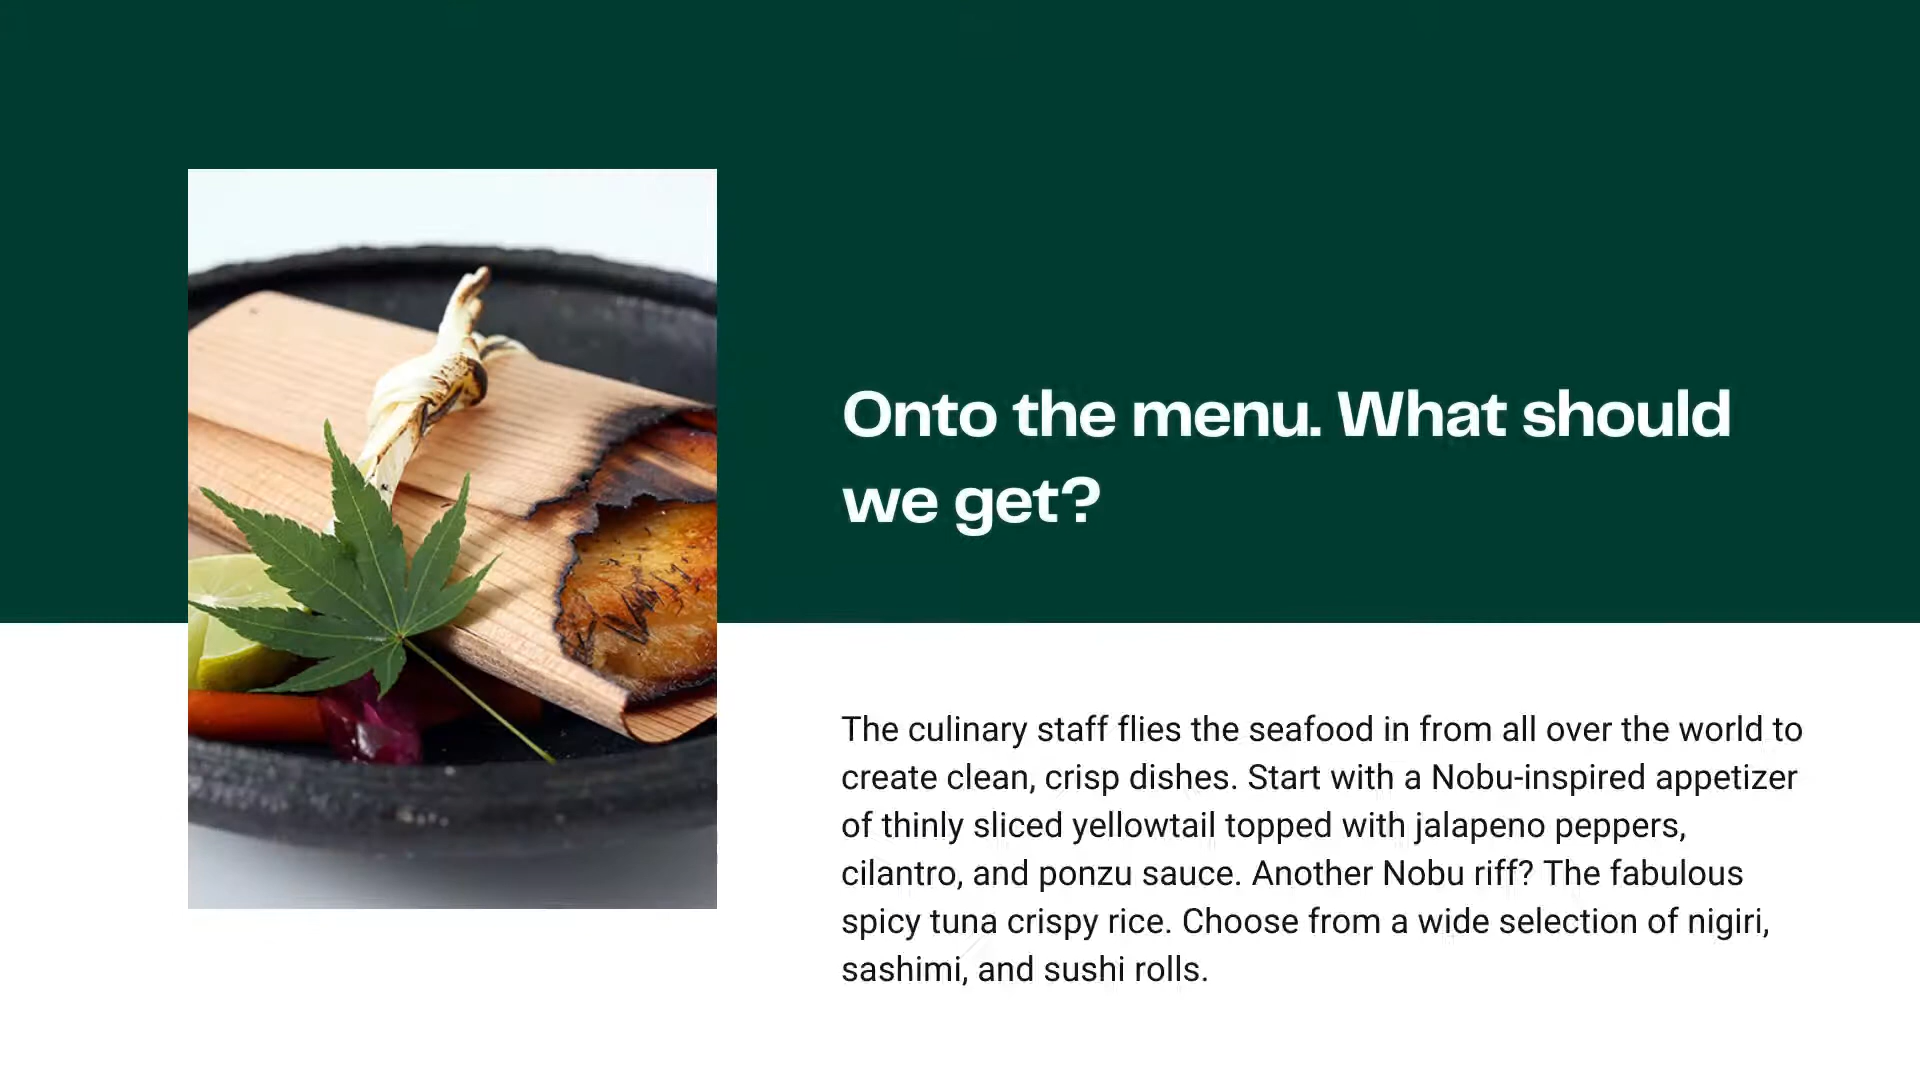 Onto the menu. What should
we get?
The culinary staff flies the seafood in from all over the world to
create clean, crisp dishes. Start with a Nobu-inspired appetizer
of thinly sliced yellowtail topped with jalapeno peppers,
cilantro, and ponzu sauce. Another Nobu riff? The fabulous
spicy tuna crispy rice. Choose from a wide selection of nigiri,
sashimi, and sushi rolls.